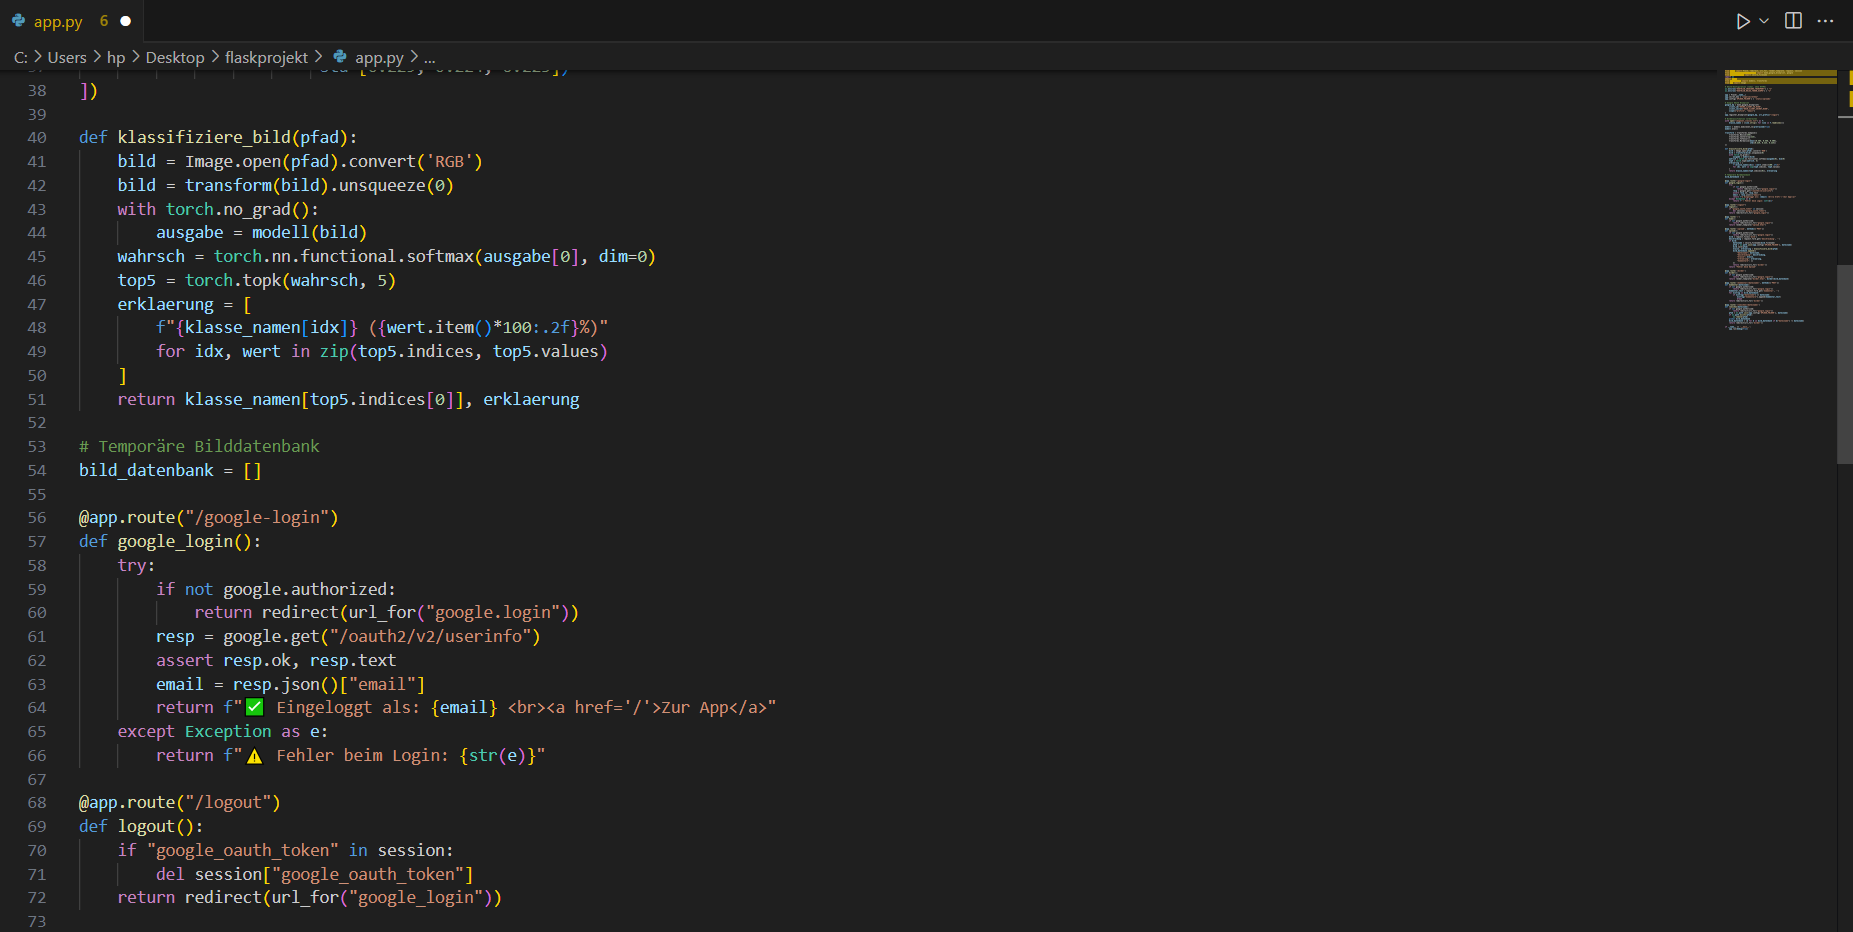 app.py 6
C: > Users > hp > Desktop > flaskprojekt > app.py > ...
38 ])
39
40 def klassifiziere_bild(pfad):
41     bild = Image.open(pfad).convert('RGB')
42     bild = transform(bild).unsqueeze(0)
43     with torch.no_grad():
44         ausgabe = modell(bild)
45     wahrsch = torch.nn.functional.softmax(ausgabe[0], dim=0)
46     top5 = torch.topk(wahrsch, 5)
47     erklaerung = [
48         f"{klasse_namen[idx]} ({wert.item()*100:.2f}%)"
49         for idx, wert in zip(top5.indices, top5.values)
50     ]
51     return klasse_namen[top5.indices[0]], erklaerung
52
53 # Temporäre Bilddatenbank
54 bild_datenbank = []
55
56 @app.route("/google-login")
57 def google_login():
58     try:
59         if not google.authorized:
60             return redirect(url_for("google.login"))
61         resp = google.get("/oauth2/v2/userinfo")
62         assert resp.ok, resp.text
63         email = resp.json()["email"]
64         return f"✅ Eingeloggt als: {email} <br><a href='/'>Zur App</a>"
65     except Exception as e:
66         return f"⚠️ Fehler beim Login: {str(e)}"
67
68 @app.route("/logout")
69 def logout():
70     if "google_oauth_token" in session:
71         del session["google_oauth_token"]
72     return redirect(url_for("google_login"))
73